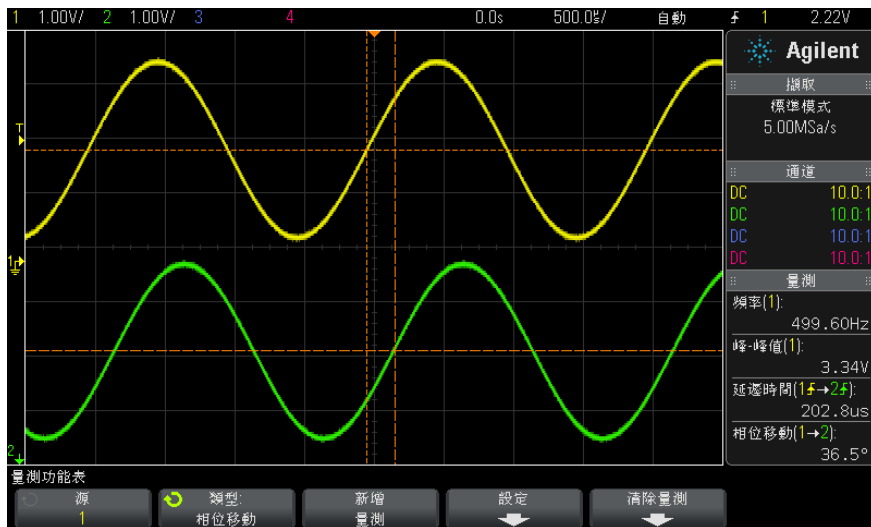 1 1.00V/ 2 1.00V/ 3 4 0.0s 500.0us/ 自動 1 2.22V
Agilent
擷取
標準模式
5.00MSa/s
通道
DC 10.0:1
DC 10.0:1
DC 10.0:1
DC 10.0:1
量測
頻率(1):
499.60Hz
峰-峰值(1):
3.34V
延遲時間(1→2):
202.8us
相位移動(1→2):
36.5°
T
1
2
量測功能表
源
1
類型:
相位移動
新增
量測
設定
清除量測